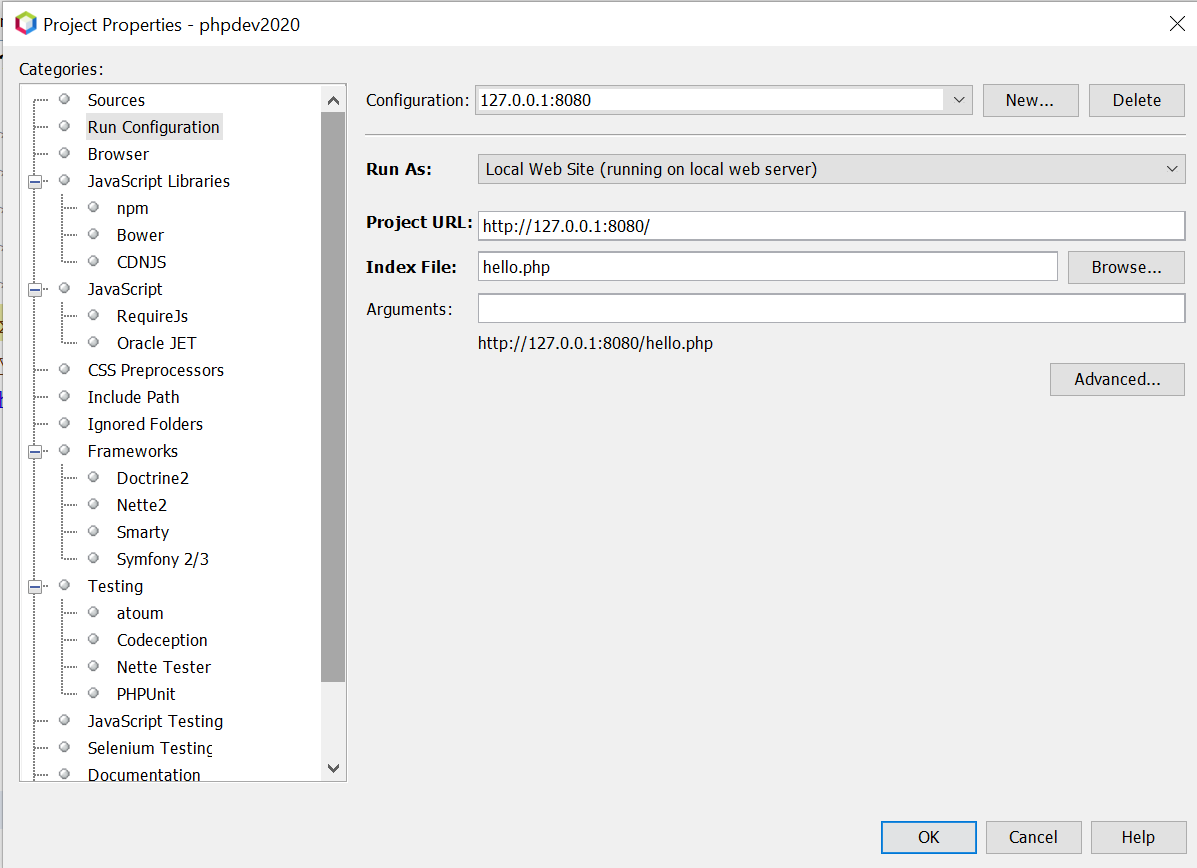 Project Properties - phpdev2020
Categories:
Sources
Run Configuration
Browser
JavaScript Libraries
npm
Bower
CDNJS
JavaScript
RequireJs
Oracle JET
CSS Preprocessors
Include Path
Ignored Folders
Frameworks
Doctrine2
Nette2
Smarty
Symfony 2/3
Testing
atoum
Codeception
Nette Tester
PHPUnit
JavaScript Testing
Selenium Testing
Documentation
Configuration: 127.0.0.1:8080 New... Delete
Run As: Local Web Site (running on local web server)
Project URL: http://127.0.0.1:8080/
Index File: hello.php Browse...
Arguments:
http://127.0.0.1:8080/hello.php
Advanced...
OK Cancel Help